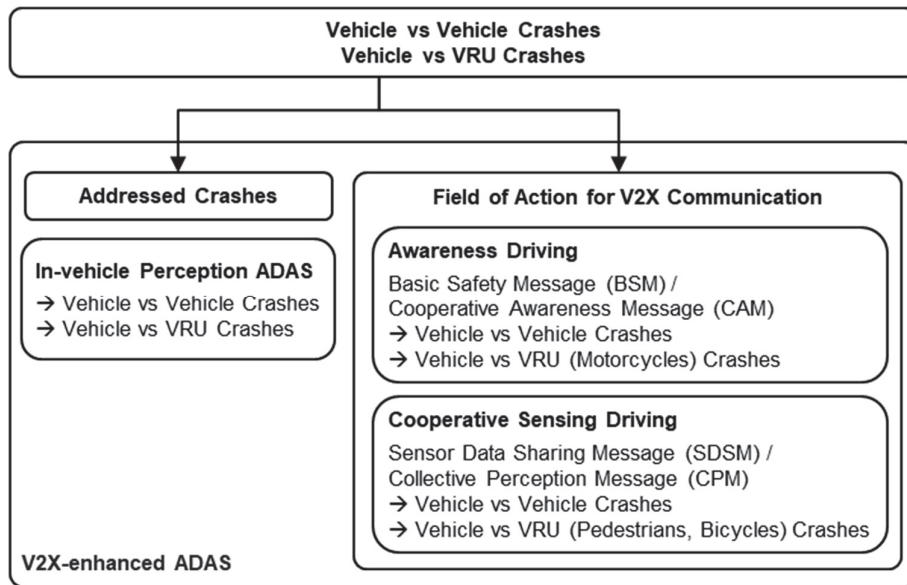 Vehicle vs Vehicle Crashes
Vehicle vs VRU Crashes
Addressed Crashes
In-vehicle Perception ADAS
→ Vehicle vs Vehicle Crashes
→ Vehicle vs VRU Crashes
Field of Action for V2X Communication
Awareness Driving
Basic Safety Message (BSM) /
Cooperative Awareness Message (CAM)
→ Vehicle vs Vehicle Crashes
→ Vehicle vs VRU (Motorcycles) Crashes
Cooperative Sensing Driving
Sensor Data Sharing Message (SDSM) /
Collective Perception Message (CPM)
→ Vehicle vs Vehicle Crashes
→ Vehicle vs VRU (Pedestrians, Bicycles) Crashes
V2X-enhanced ADAS